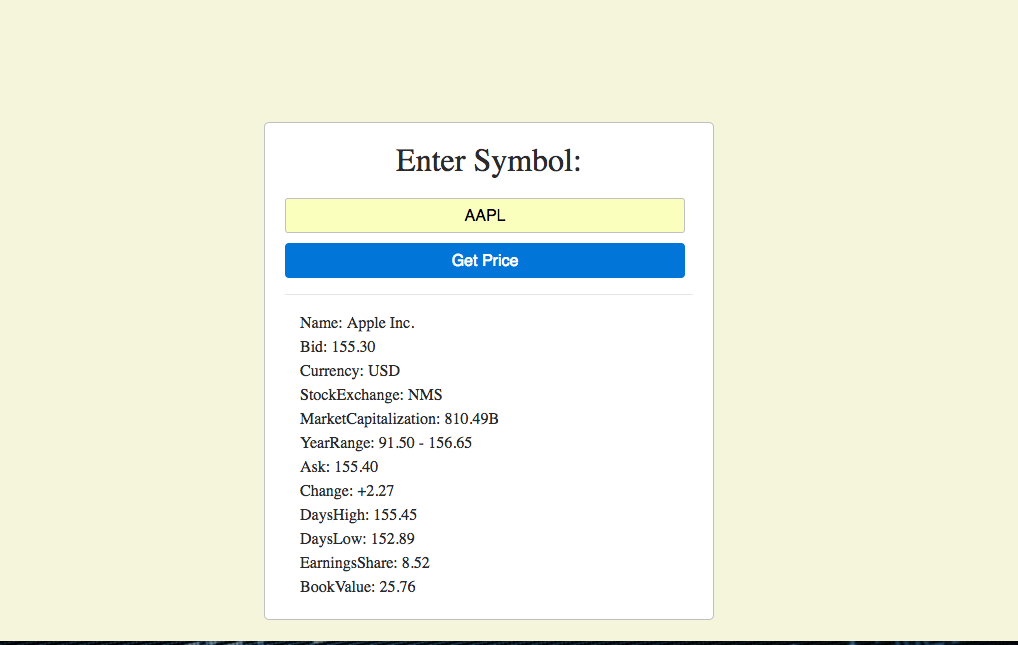 Enter Symbol:
AAPL
Get Price
Name: Apple Inc.
Bid: 155.30
Currency: USD
StockExchange: NMS
MarketCapitalization: 810.49B
YearRange: 91.50 - 156.65
Ask: 155.40
Change: +2.27
DaysHigh: 155.45
DaysLow: 152.89
EarningsShare: 8.52
BookValue: 25.76